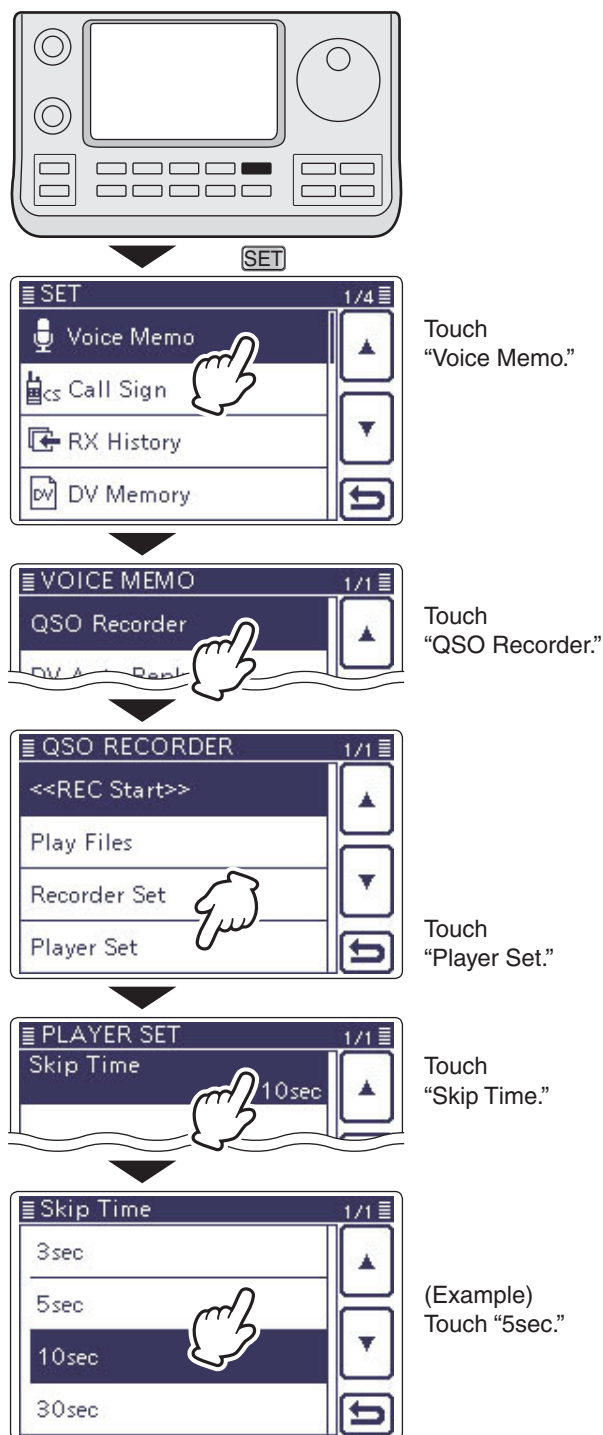 SET
SET 1/4
Voice Memo
CS Call Sign
RX History
DV DV Memory
Touch
“Voice Memo.”
VOICE MEMO 1/1
QSO Recorder
Touch
“QSO Recorder.”
QSO RECORDER 1/1
<<REC Start>>
Play Files
Recorder Set
Player Set
Touch
“Player Set.”
PLAYER SET 1/1
Skip Time
10sec
Touch
“Skip Time.”
Skip Time 1/1
3sec
5sec
10sec
30sec
(Example)
Touch “5sec.”